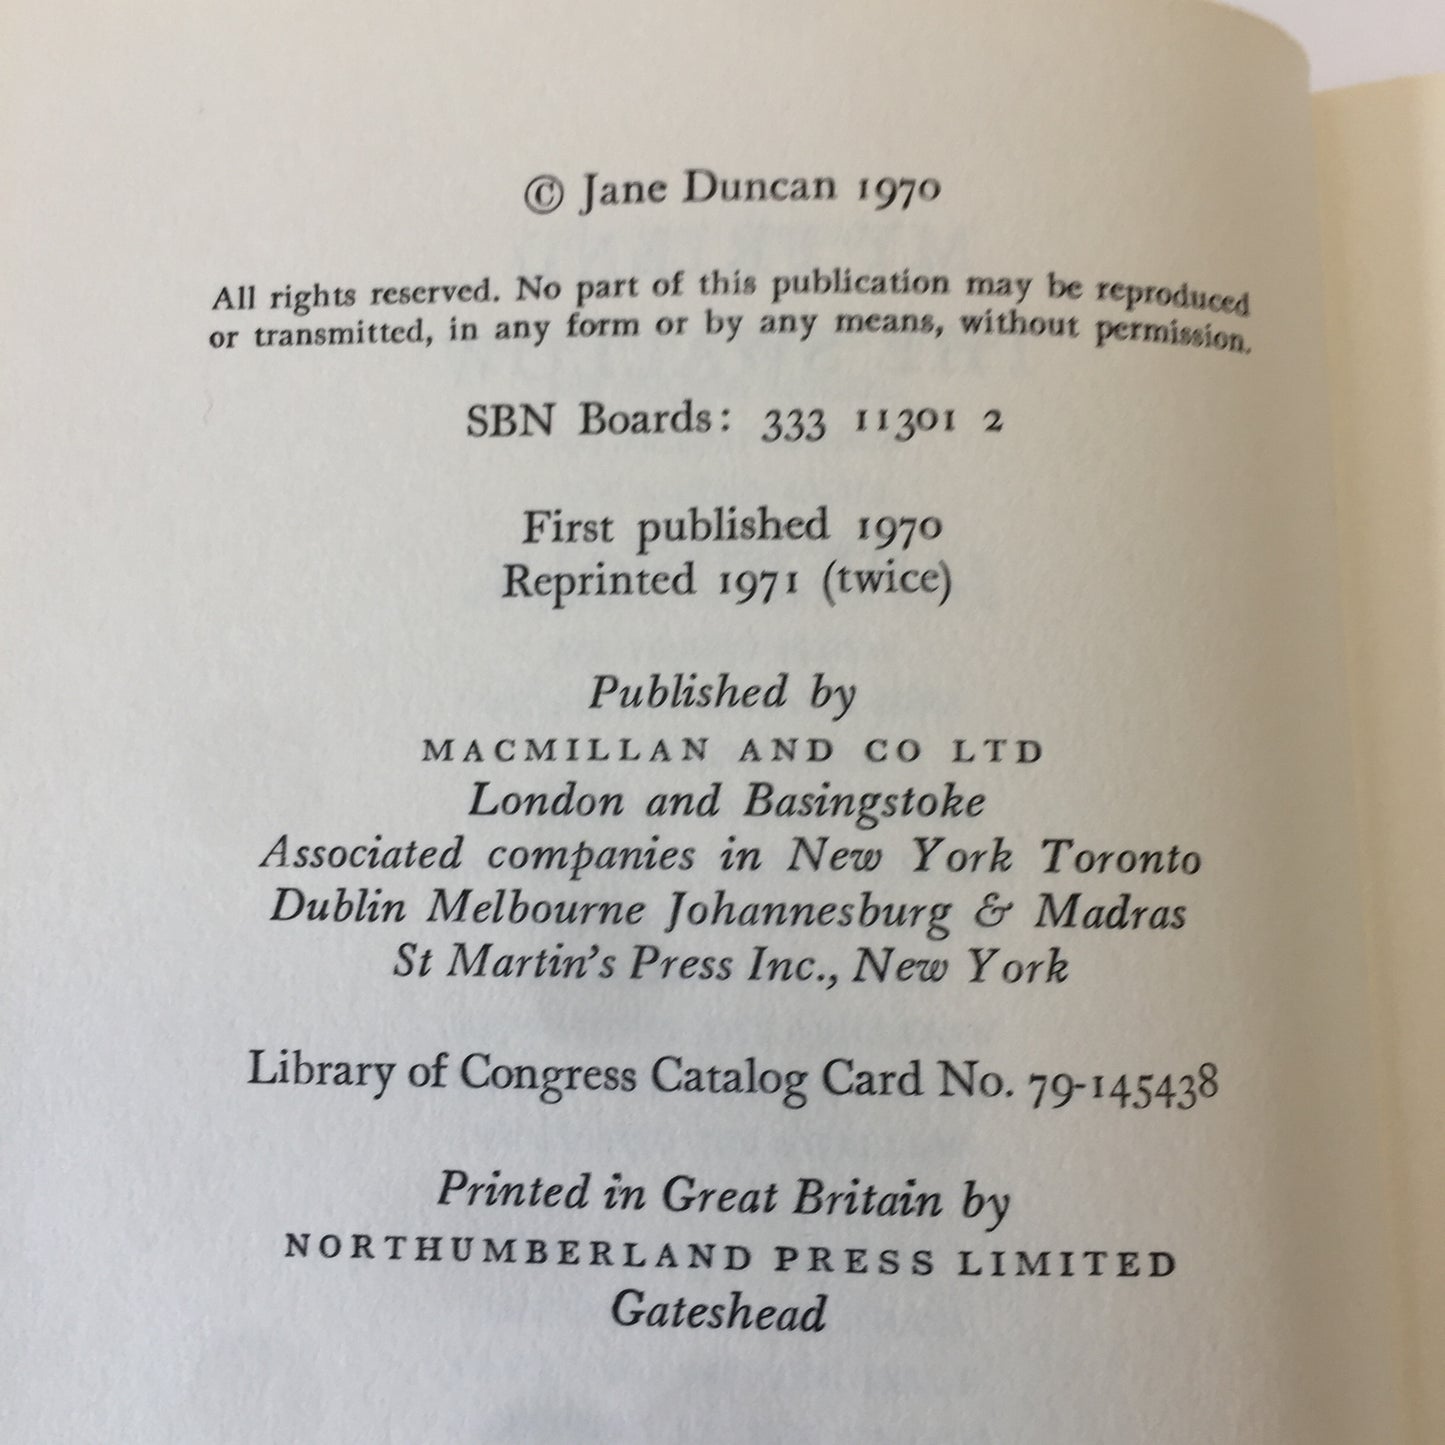 © Jane Duncan 1970
All rights reserved. No part of this publication may be reproduced
or transmitted, in any form or by any means, without permission.
SBN Boards: 333 11301 2
First published 1970
Reprinted 1971 (twice)
Published by
MACMILLAN AND CO LTD
London and Basingstoke
Associated companies in New York Toronto
Dublin Melbourne Johannesburg & Madras
St Martin's Press Inc., New York
Library of Congress Catalog Card No. 79-145438
Printed in Great Britain by
NORTHUMBERLAND PRESS LIMITED
Gateshead